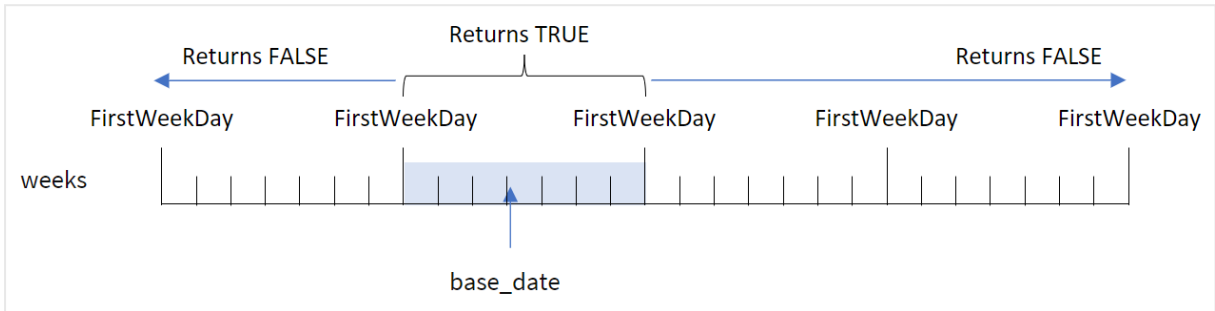 Returns TRUE
Returns FALSE
Returns FALSE
FirstWeekDay FirstWeekDay FirstWeekDay FirstWeekDay FirstWeekDay
weeks
base_date